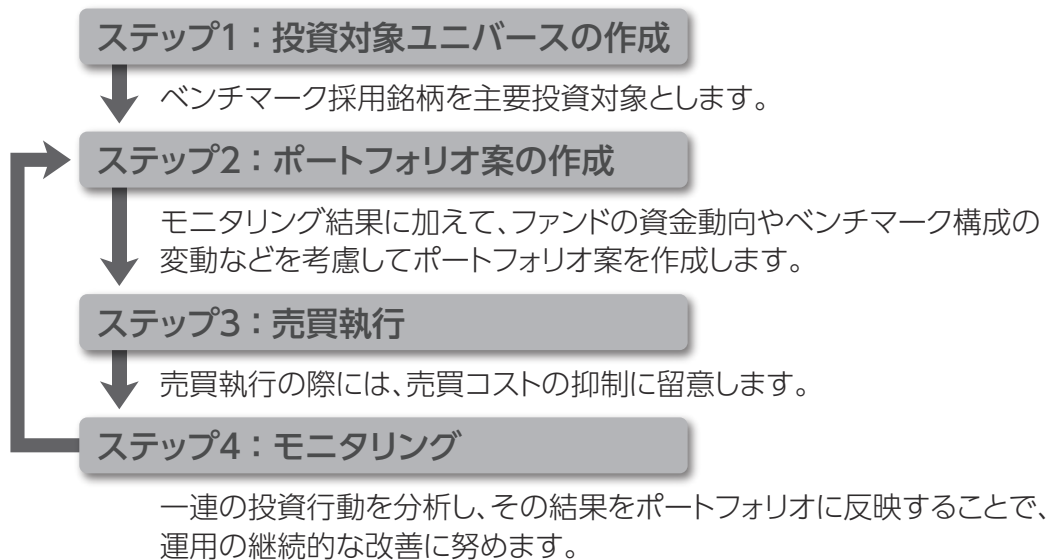 ステップ1：投資対象ユニバースの作成
ベンチマーク採用銘柄を主要投資対象とします。
ステップ2：ポートフォリオ案の作成
モニタリング結果に加えて、ファンドの資金動向やベンチマーク構成の
変動などを考慮してポートフォリオ案を作成します。
ステップ3：売買執行
売買執行の際には、売買コストの抑制に留意します。
ステップ4：モニタリング
一連の投資行動を分析し、その結果をポートフォリオに反映することで、
運用の継続的な改善に努めます。